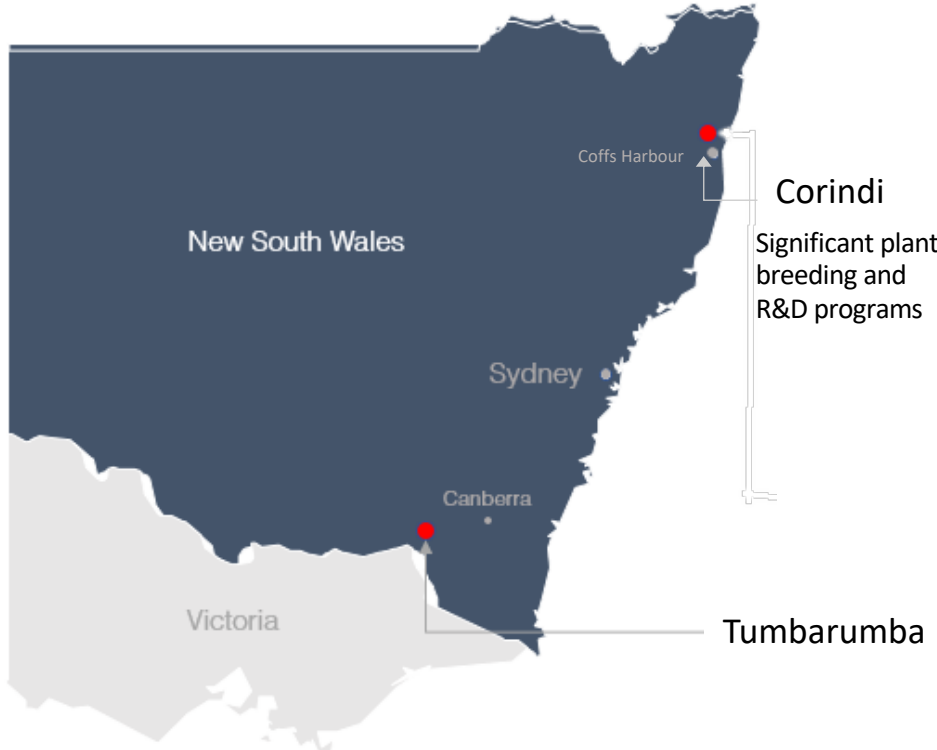 Coffs Harbour
Corindi
New South Wales
Significant plant
breeding and
R&D programs
Sydney
Canberra
Victoria
Tumbarumba